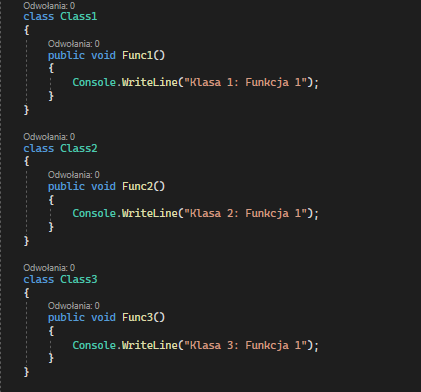 Odwołania: 0
class Class1
{
Odwołania: 0
public void Func1()
{
Console.WriteLine("Klasa 1: Funkcja 1");
}
}
Odwołania: 0
class Class2
{
Odwołania: 0
public void Func2()
{
Console.WriteLine("Klasa 2: Funkcja 1");
}
}
Odwołania: 0
class Class3
{
Odwołania: 0
public void Func3()
{
Console.WriteLine("Klasa 3: Funkcja 1");
}
}